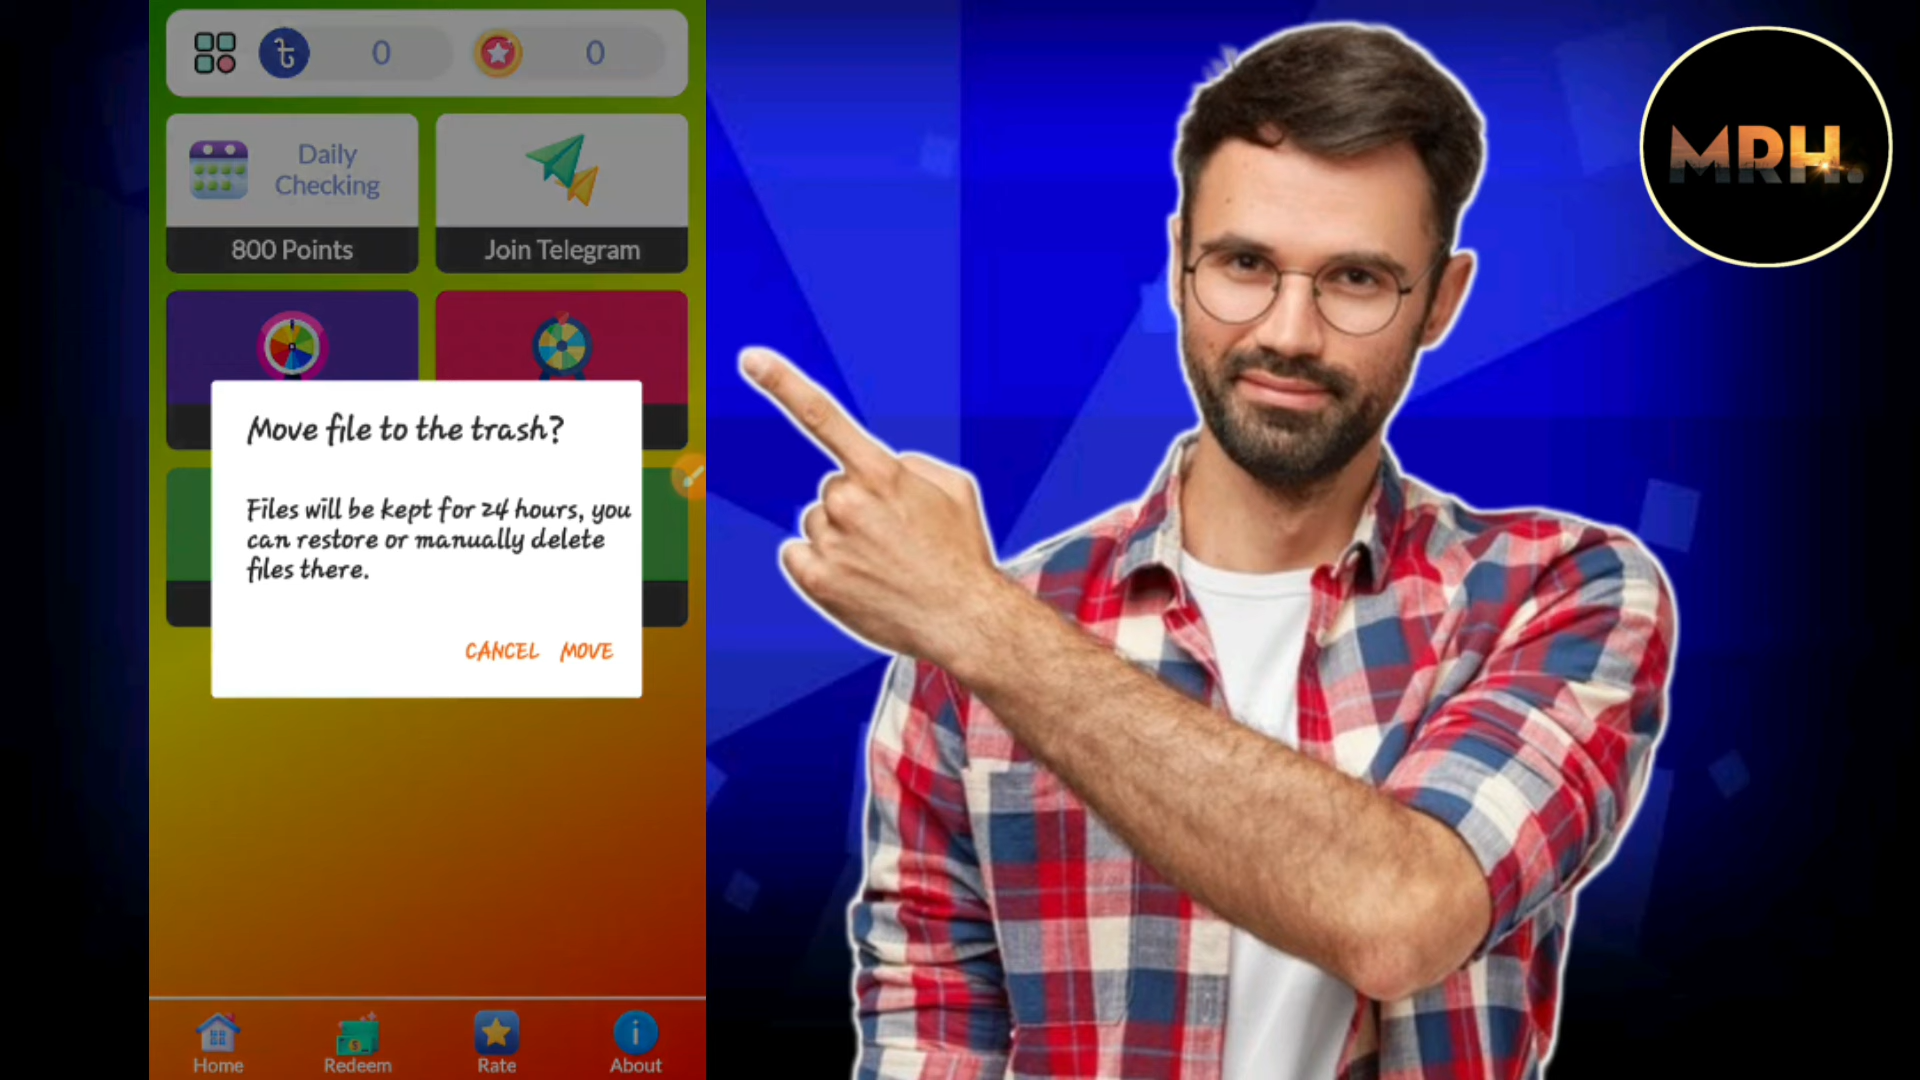 ৳ 0 0
Daily
Checking
800 Points
Join Telegram
Move file to the trash?
Files will be kept for 24 hours, you
can restore or manually delete
files there.
CANCEL MOVE
Home Redeem Rate About
MRH.